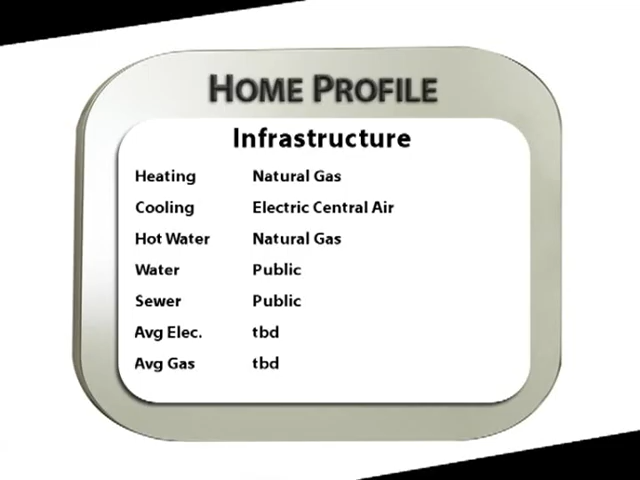 HOME PROFILE
Infrastructure
Heating Natural Gas
Cooling Electric Central Air
Hot Water Natural Gas
Water Public
Sewer Public
Avg Elec. tbd
Avg Gas tbd